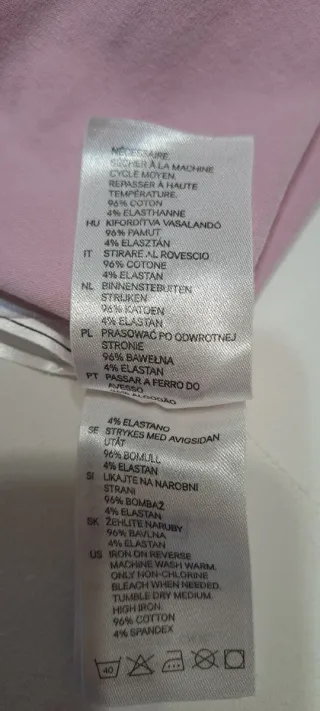 NÉCESSAIRE.
SÉCHER À LA MACHINE
CYCLE MOYEN.
REPASSER À HAUTE
TEMPÉRATURE.
96% COTON
4% ELASTHANNE
HU KIFORDÍTVA VASALANDÓ
96% PAMUT
4% ELASZTÁN
IT STIRARE AL ROVESCIO
96% COTONE
4% ELASTAN
NL BINNENSTEBUITEN
STRIJKEN
96% KATOEN
4% ELASTAN
PL PRASOWAĆ PO ODWROTNEJ
STRONIE
96% BAWEŁNA
4% ELASTAN
PT PASSAR A FERRO DO
AVESSO
ALGODÃO
4% ELASTANO
SE STRYKES MED AVIGSIDAN
UTÅT
96% BOMULL
4% ELASTAN
SI LIKAJTE NA NAROBNI
STRANI
96% BOMBAŽ
4% ELASTAN
SK ŽEHLITE NARUBY
96% BAVLNA
4% ELASTAN
US IRON ON REVERSE
MACHINE WASH WARM.
ONLY NON-CHLORINE
BLEACH WHEN NEEDED.
TUMBLE DRY MEDIUM.
HIGH IRON.
96% COTTON
4% SPANDEX
40